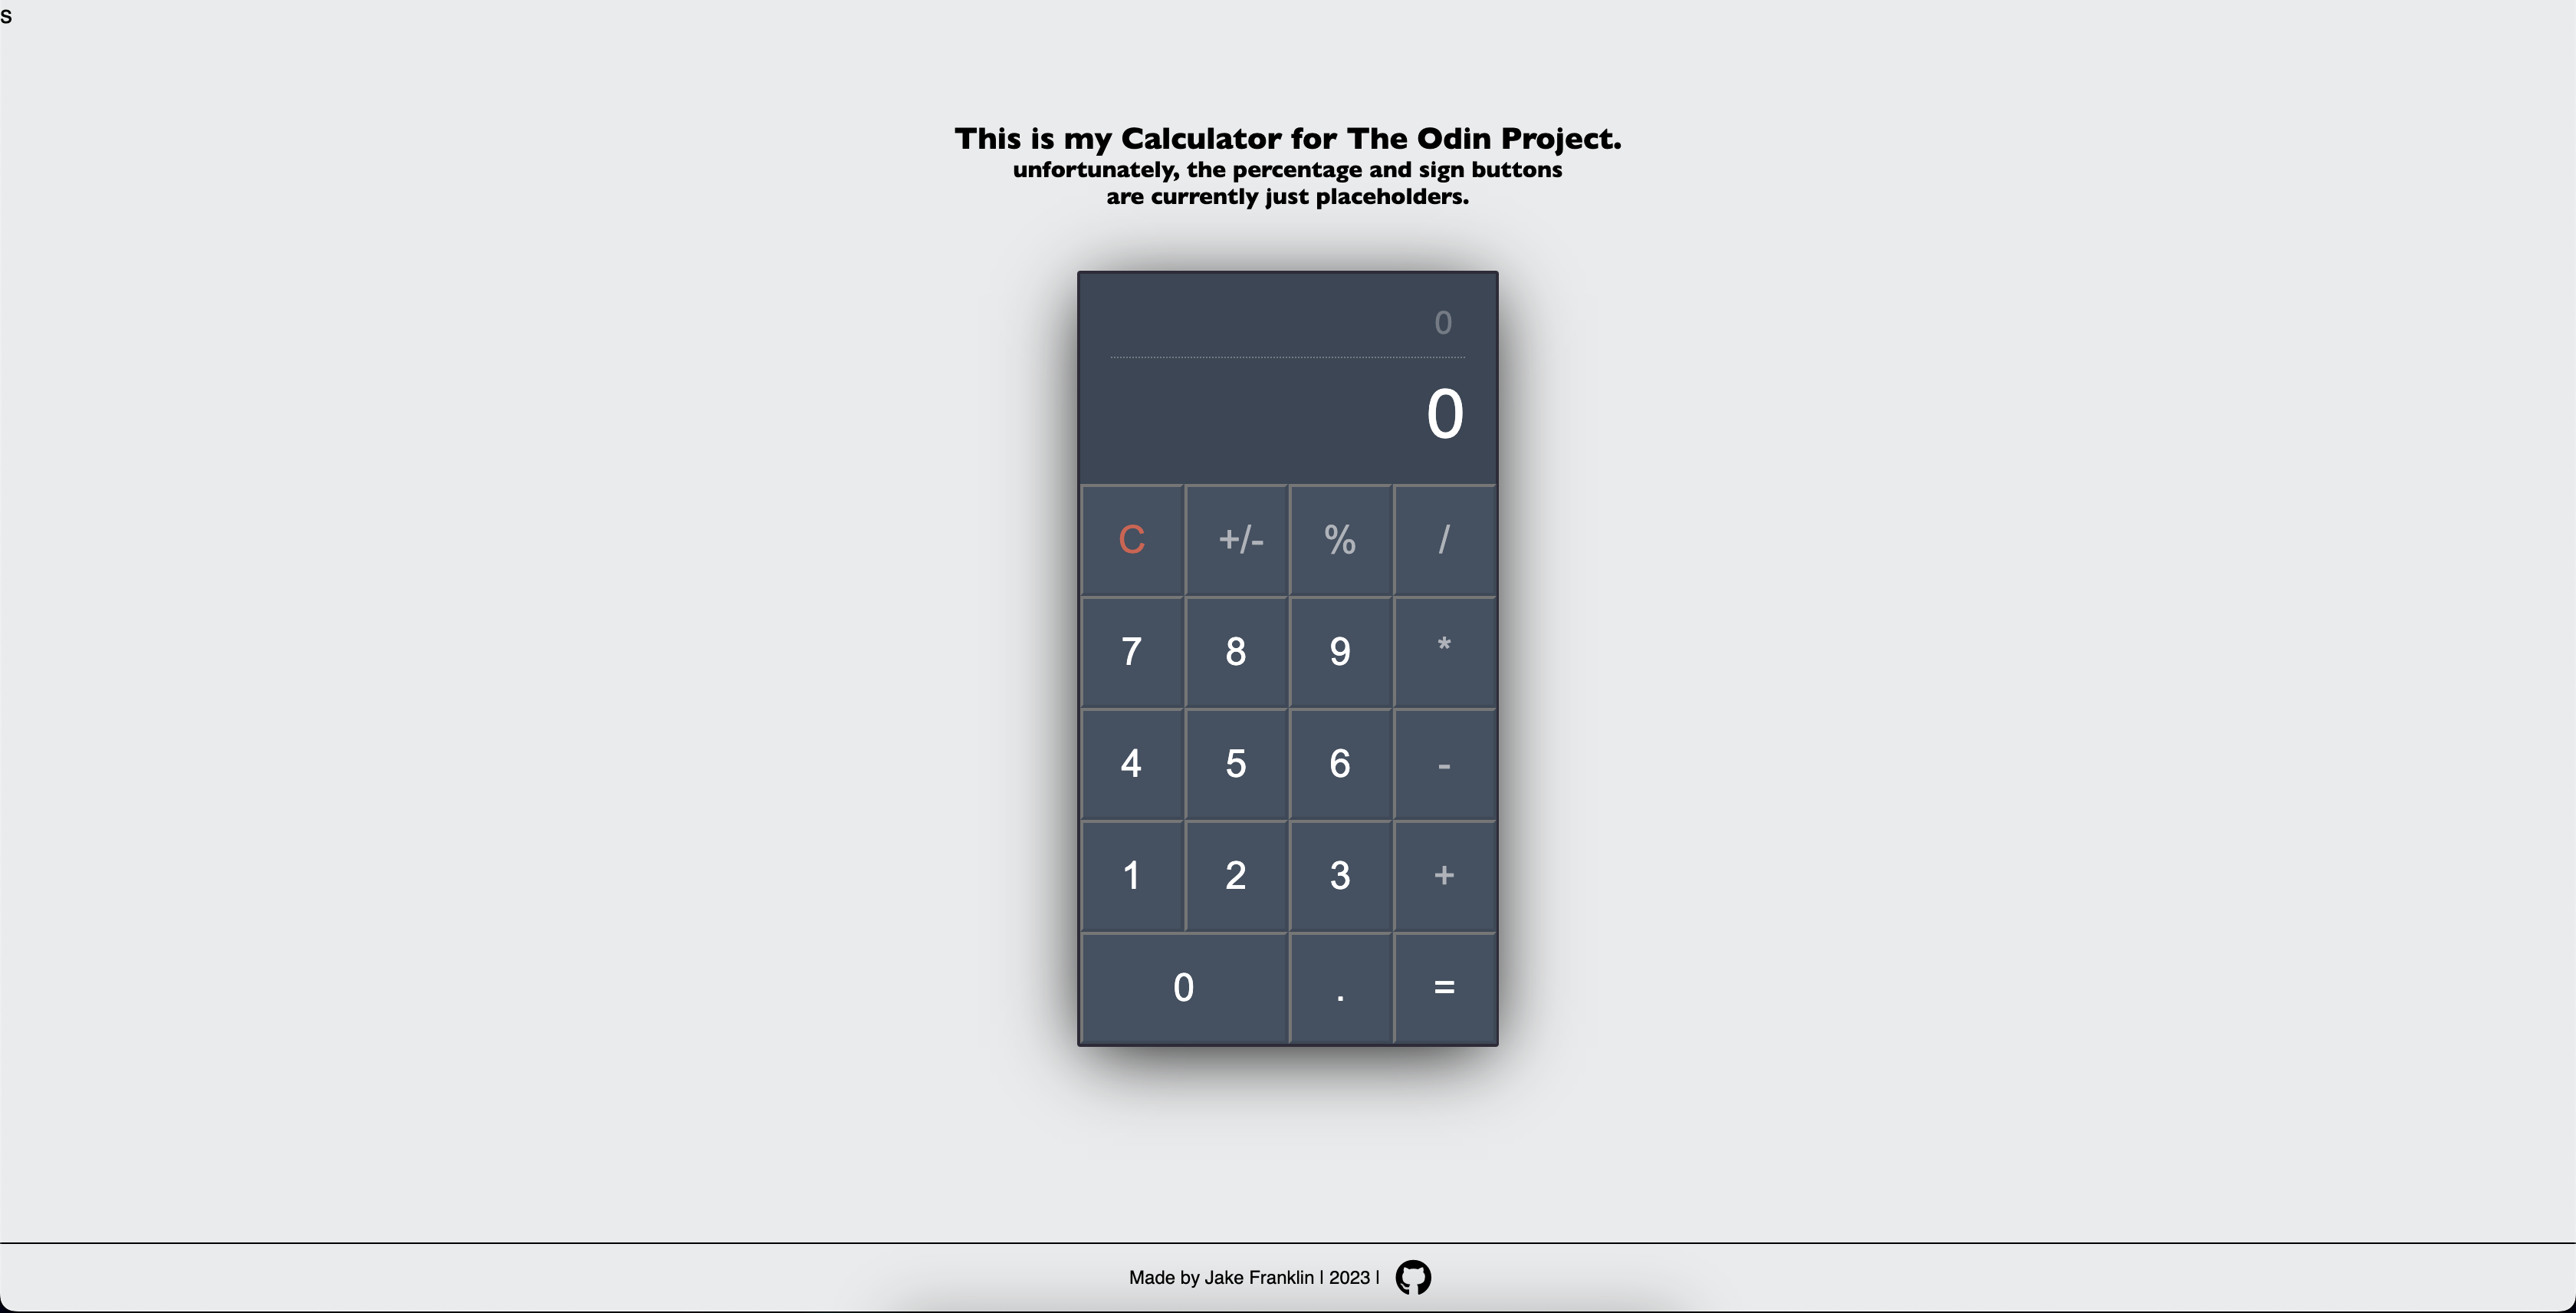 s
This is my Calculator for The Odin Project.
unfortunately, the percentage and sign buttons
are currently just placeholders.
0
0
C +/- % /
7 8 9 *
4 5 6 -
1 2 3 +
0 . =
Made by Jake Franklin | 2023 |